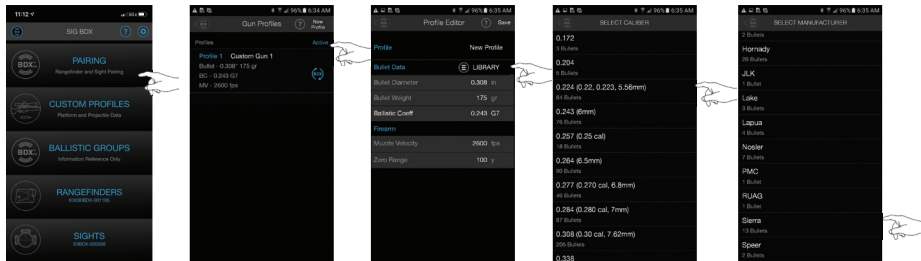 11:12
SIG BDX
PAIRING
Rangefinder and Sight Pairing
BDX
CUSTOM PROFILES
Platform and Projectile Data
BALLISTIC GROUPS
Information Reference Only
BDX
RANGEFINDERS
SIGHTS
96% 6:34 AM
Gun Profiles
?
New
Profile
Profiles
Active
Profile 1 Custom Gun 1
Bullet - 0.308" 175 gr
BC - 0.243 G7
MV - 2600 fps
BDX
96% 6:35 AM
Profile Editor
?
Save
Profile
New Profile
Bullet Data
LIBRARY
Bullet Diameter
0.308 in
Bullet Weight
175 gr
Ballistic Coeff
0.243 G7
Firearm
Muzzle Velocity
2600 fps
Zero Range
100 y
96% 6:35 AM
SELECT CALIBER
0.172
3 Bullets
0.204
5 Bullets
0.224 (0.22, 0.223, 5.56mm)
84 Bullets
0.243 (6mm)
76 Bullets
0.257 (0.25 cal)
18 Bullets
0.264 (6.5mm)
90 Bullets
0.277 (0.270 cal, 6.8mm)
46 Bullets
0.284 (0.280 cal, 7mm)
87 Bullets
0.308 (0.30 cal, 7.62mm)
205 Bullets
0.338
96% 6:35 AM
SELECT MANUFACTURER
2 Bullets
Hornady
26 Bullets
JLK
1 Bullet
Lake
3 Bullets
Lapua
4 Bullets
Nosler
7 Bullets
PMC
1 Bullet
RUAG
1 Bullet
Sierra
13 Bullets
Speer
2 Bullets